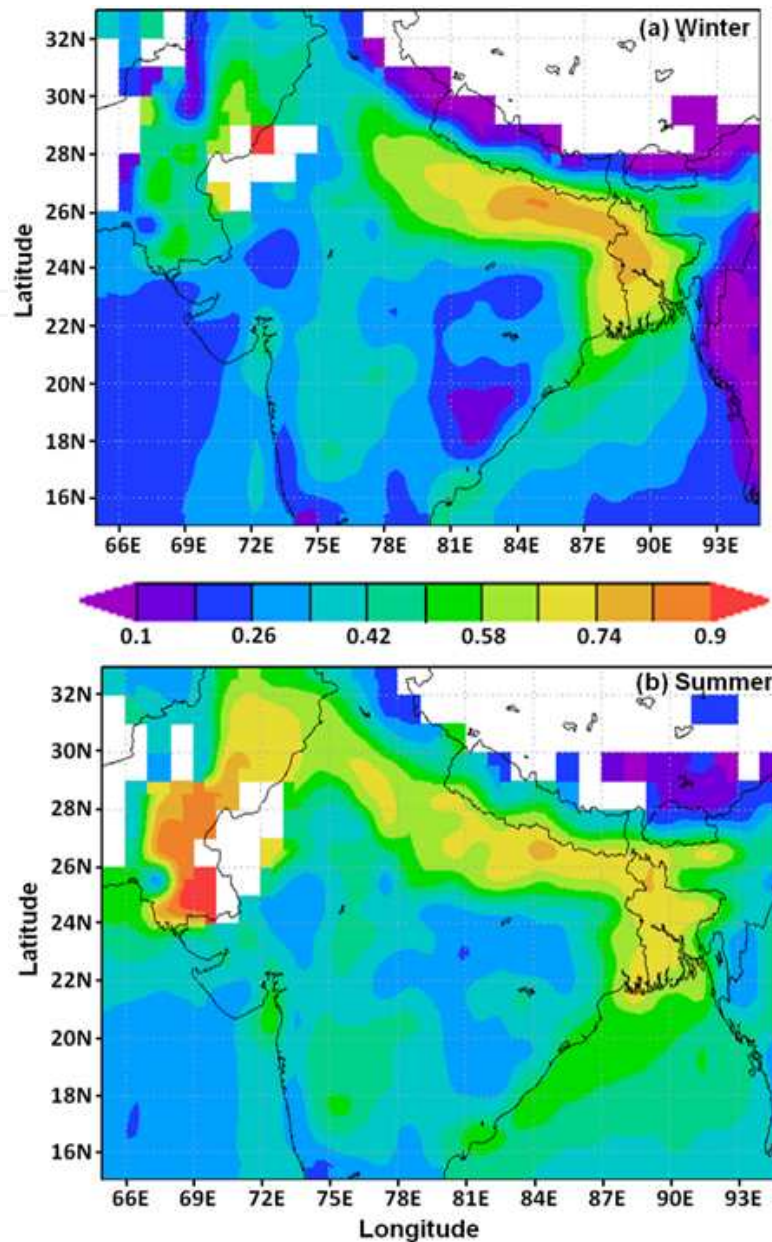 (a) Winter
32N
30N
28N
26N
24N
22N
20N
18N
16N
Latitude
66E 69E 72E 75E 78E 81E 84E 87E 90E 93E
0.1 0.26 0.42 0.58 0.74 0.9
(b) Summer
32N
30N
28N
26N
24N
22N
20N
18N
16N
Latitude
66E 69E 72E 75E 78E 81E 84E 87E 90E 93E
Longitude